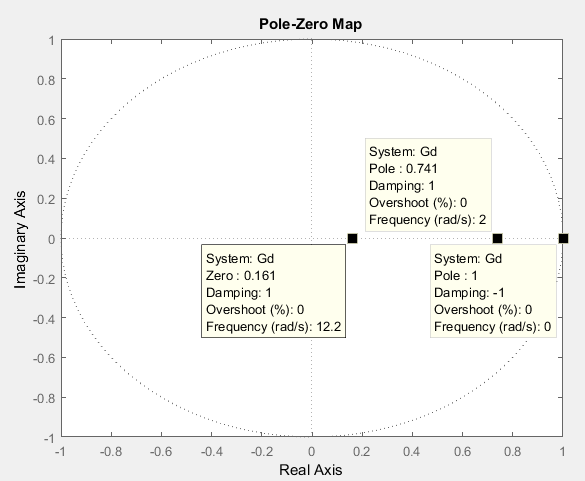 Pole-Zero Map
Imaginary Axis
1
0.8
0.6
0.4
0.2
0
-0.2
-0.4
-0.6
-0.8
-1
System: Gd
Pole : 0.741
Damping: 1
Overshoot (%): 0
Frequency (rad/s): 2
System: Gd
Zero : 0.161
Damping: 1
Overshoot (%): 0
Frequency (rad/s): 12.2
System: Gd
Pole : 1
Damping: -1
Overshoot (%): 0
Frequency (rad/s): 0
-1
-0.8
-0.6
-0.4
-0.2
0
0.2
0.4
0.6
0.8
1
Real Axis